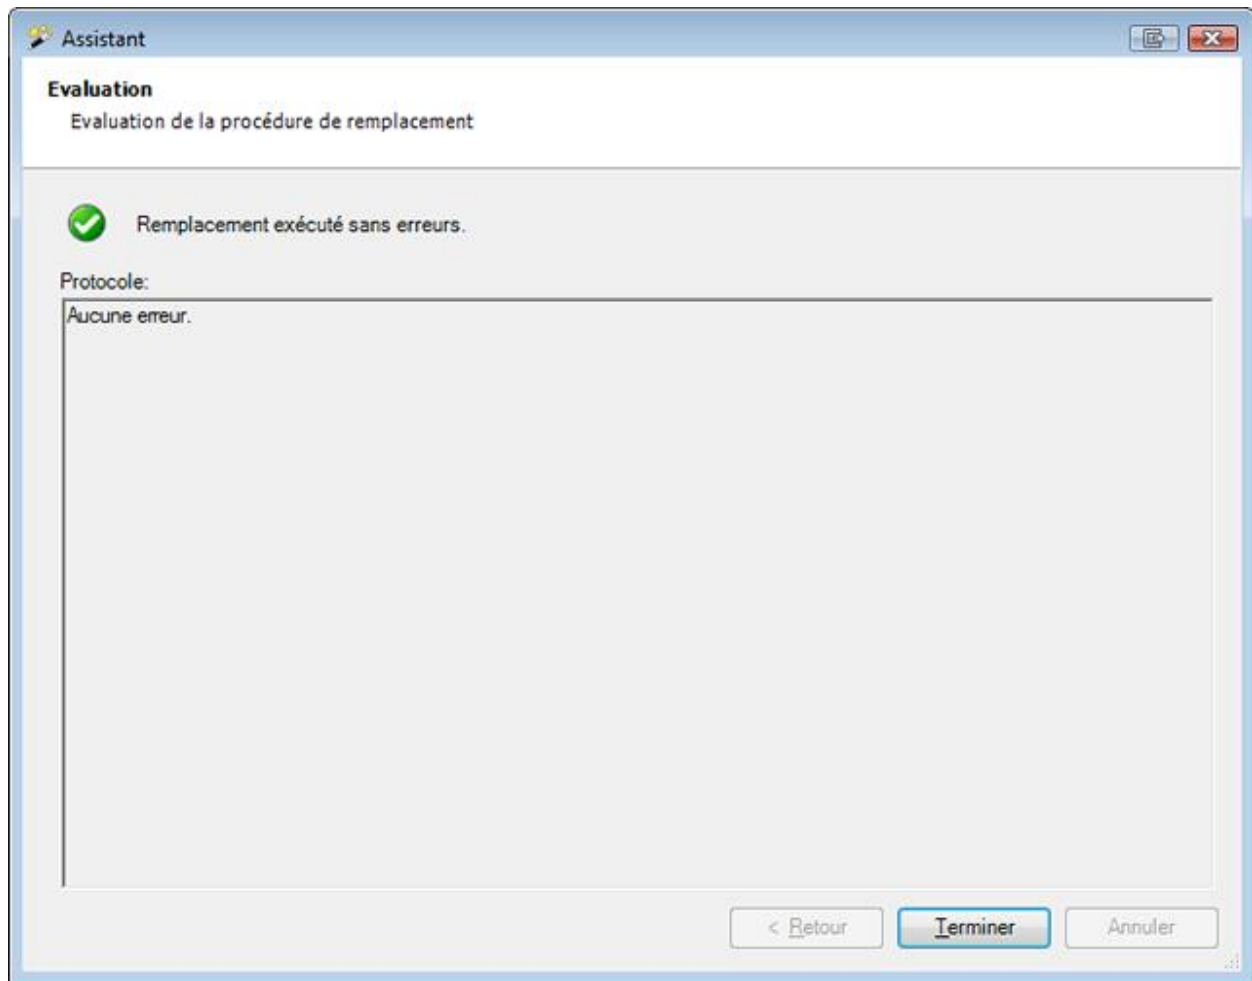 Assistant
Evaluation
Evaluation de la procédure de remplacement
Remplacement exécuté sans erreurs.
Protocole:
Aucune erreur.
< Retour
Terminer
Annuler